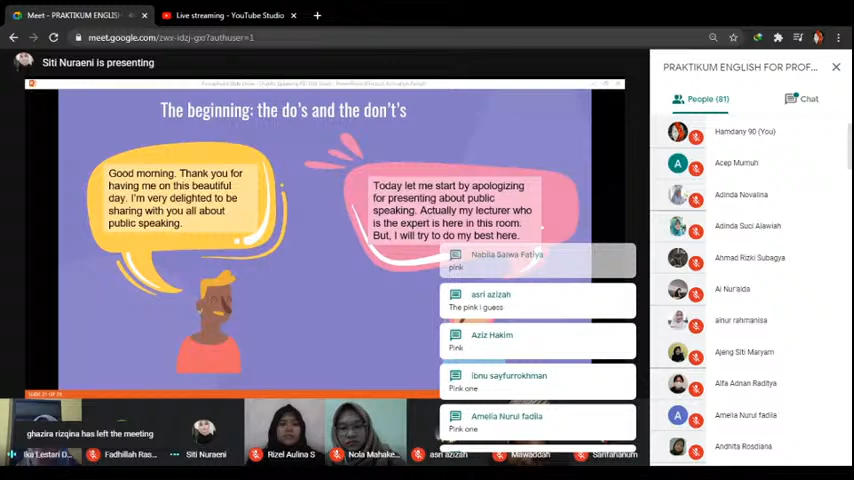 Meet - PRAKTIKUM ENGLISH
Live streaming - YouTube Studio
meet.google.com/zwx-idzj-gxr?authuser=1
Siti Nuraeni is presenting
The beginning: the do's and the don't's
Good morning. Thank you for
having me on this beautiful
day. I'm very delighted to be
sharing with you all about
public speaking.
Today let me start by apologizing
for presenting about public
speaking. Actually my lecturer who
is the expert is here in this room.
But, I will try to do my best here.
Nabila Salwa Fatiya
pink
asri azizah
The pink i guess
Aziz Hakim
Pink
ibnu sayfurrokhman
Pink one
Amelia Nurul fadila
Pink one
ghazira rizqina has left the meeting
Ika Lestari D...
Fadhillah Ras...
Siti Nuraeni
Rizel Aulina S
Nola Mahake...
asri azizah
Mawaddah
Sarifahanum
PRAKTIKUM ENGLISH FOR PROF...
People (81)
Chat
Hamdany 90 (You)
Acep Mumuh
Adinda Novalina
Adinda Suci Alawiah
Ahmad Rizki Subagya
Ai Nur'aida
ainur rahmanisa
Ajeng Siti Maryam
Alfa Adnan Raditya
Amelia Nurul fadila
Andhita Rosdiana